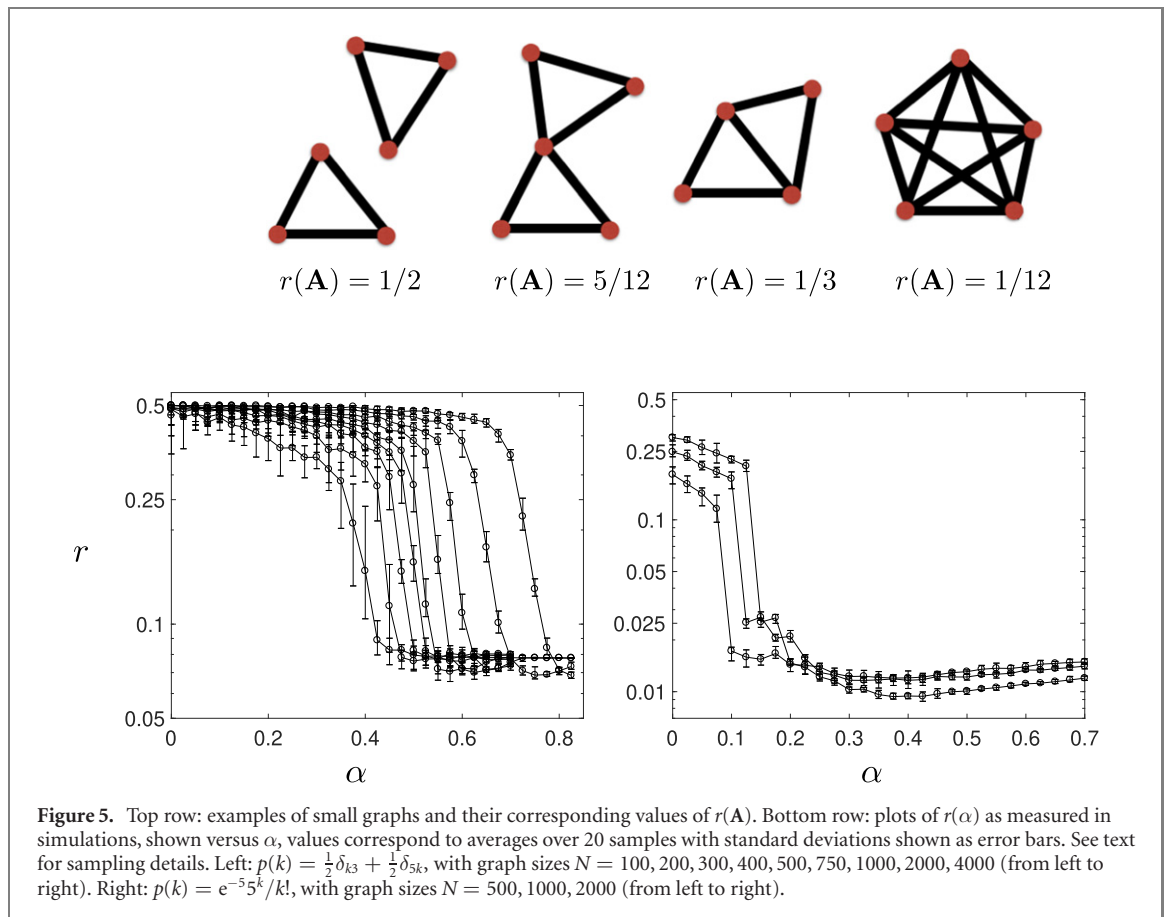 r(A) = 1/2 r(A) = 5/12 r(A) = 1/3 r(A) = 1/12
0.5
0.25
0.1
0.05
r
0 0.2 0.4 0.6 0.8
α
0.5
0.25
0.1
0.05
0.025
0.01
0 0.1 0.2 0.3 0.4 0.5 0.6 0.7
α
Figure 5. Top row: examples of small graphs and their corresponding values of r(A). Bottom row: plots of r(α) as measured in
simulations, shown versus α, values correspond to averages over 20 samples with standard deviations shown as error bars. See text
for sampling details. Left: p(k) = ½δₖ₃ + ½δ₅ₖ, with graph sizes N = 100, 200, 300, 400, 500, 750, 1000, 2000, 4000 (from left to
right). Right: p(k) = e⁻⁵5ᵏ/k!, with graph sizes N = 500, 1000, 2000 (from left to right).